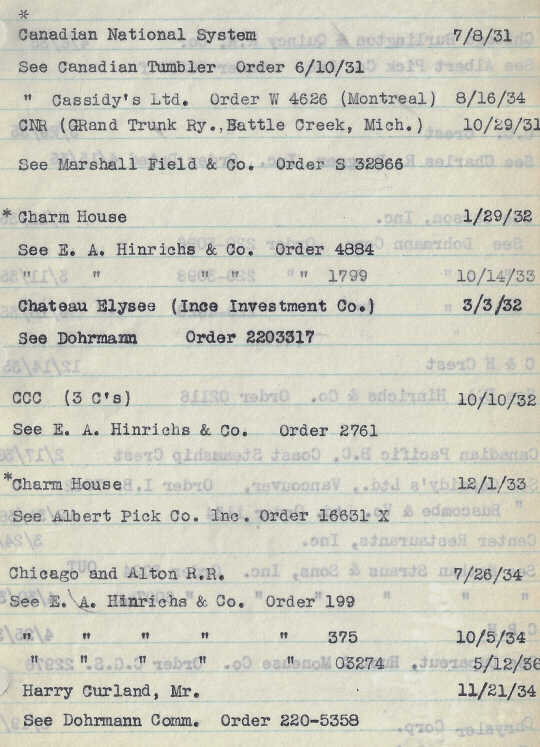 *
Canadian National System 7/8/31
See Canadian Tumbler Order 6/10/31
" Cassidy's Ltd. Order W 4626 (Montreal) 8/16/34
CNR (GRand Trunk Ry., Battle Creek, Mich.) 10/29/31
See Marshall Field & Co. Order S 32866
* Charm House 1/29/32
See E. A. Hinrichs & Co. Order 4884
" " " " " 1799 " 10/14/33
Chateau Elysee (Ince Investment Co.) 3/3/32
See Dohrmann Order 2203317
CCC (3 C's) 10/10/32
See E. A. Hinrichs & Co. Order 2761
* Charm House 12/1/33
See Albert Pick Co. Inc. Order 16631 X
Chicago and Alton R.R. 7/26/34
See E. A. Hinrichs & Co. Order 199
" " " " " 375 10/5/34
" " " " " 03274 5/12/36
Harry Curland, Mr. 11/21/34
See Dohrmann Comm. Order 220-5358